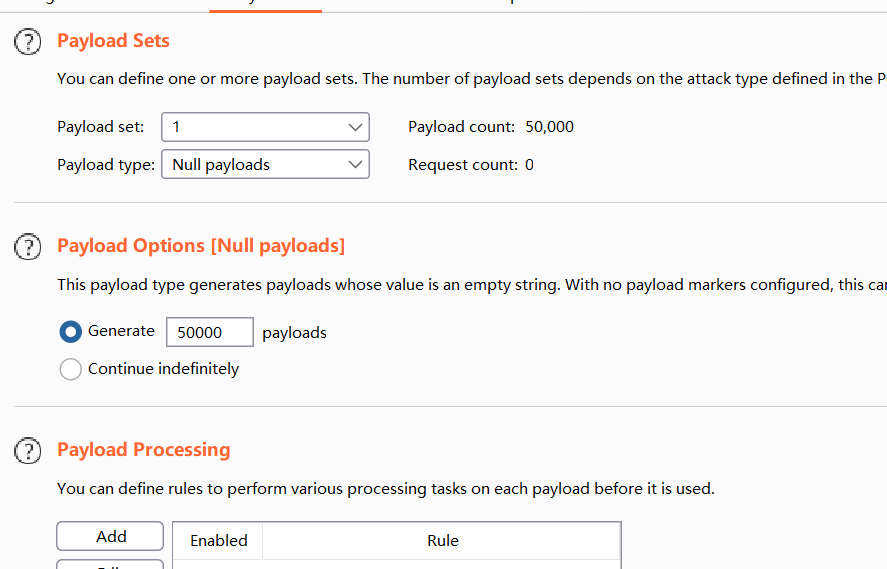 Payload Sets
You can define one or more payload sets. The number of payload sets depends on the attack type defined in the P
Payload set: 1 Payload count: 50,000
Payload type: Null payloads Request count: 0
Payload Options [Null payloads]
This payload type generates payloads whose value is an empty string. With no payload markers configured, this ca
Generate 50000 payloads
Continue indefinitely
Payload Processing
You can define rules to perform various processing tasks on each payload before it is used.
Add Enabled Rule